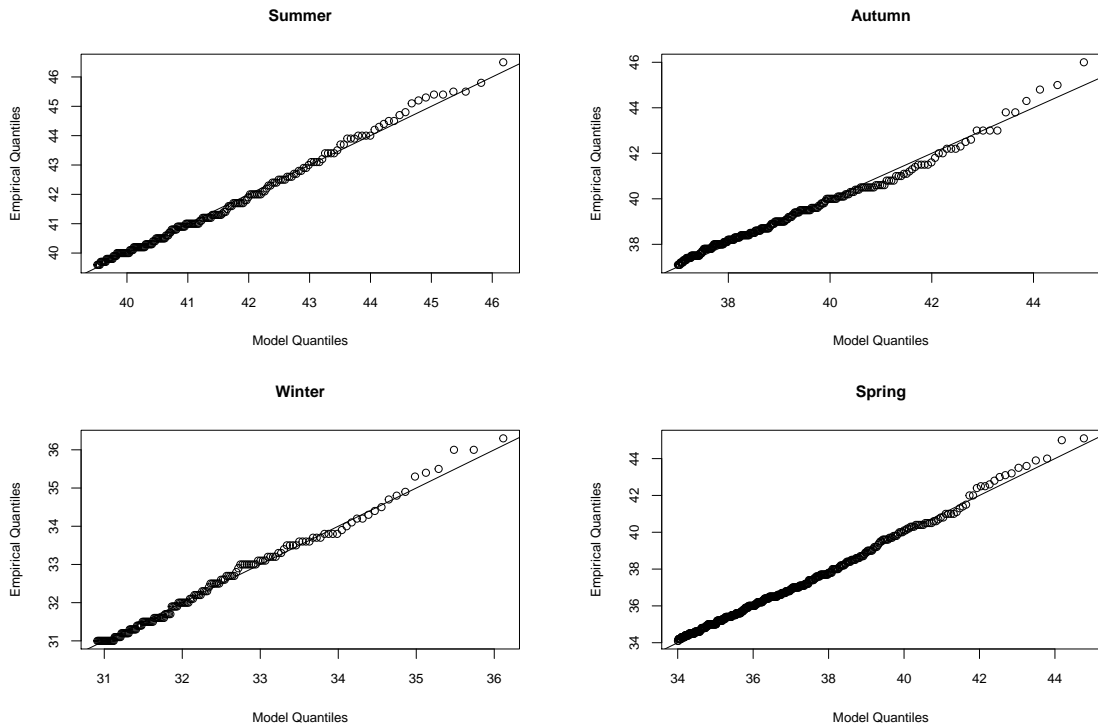 Summer
Empirical Quantiles
46
45
44
43
42
41
40
40 41 42 43 44 45 46
Model Quantiles
Autumn
Empirical Quantiles
46
44
42
40
38
38 40 42 44
Model Quantiles
Winter
Empirical Quantiles
36
35
34
33
32
31
31 32 33 34 35 36
Model Quantiles
Spring
Empirical Quantiles
44
42
40
38
36
34
34 36 38 40 42 44
Model Quantiles